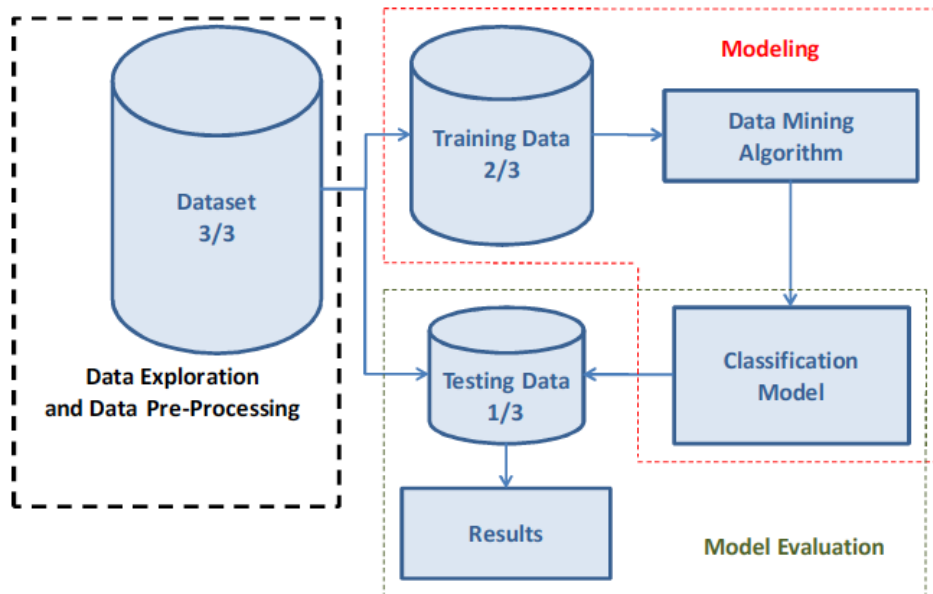 Dataset
3/3
Data Exploration
and Data Pre-Processing
Modeling
Training Data
2/3
Data Mining
Algorithm
Classification
Model
Testing Data
1/3
Results
Model Evaluation